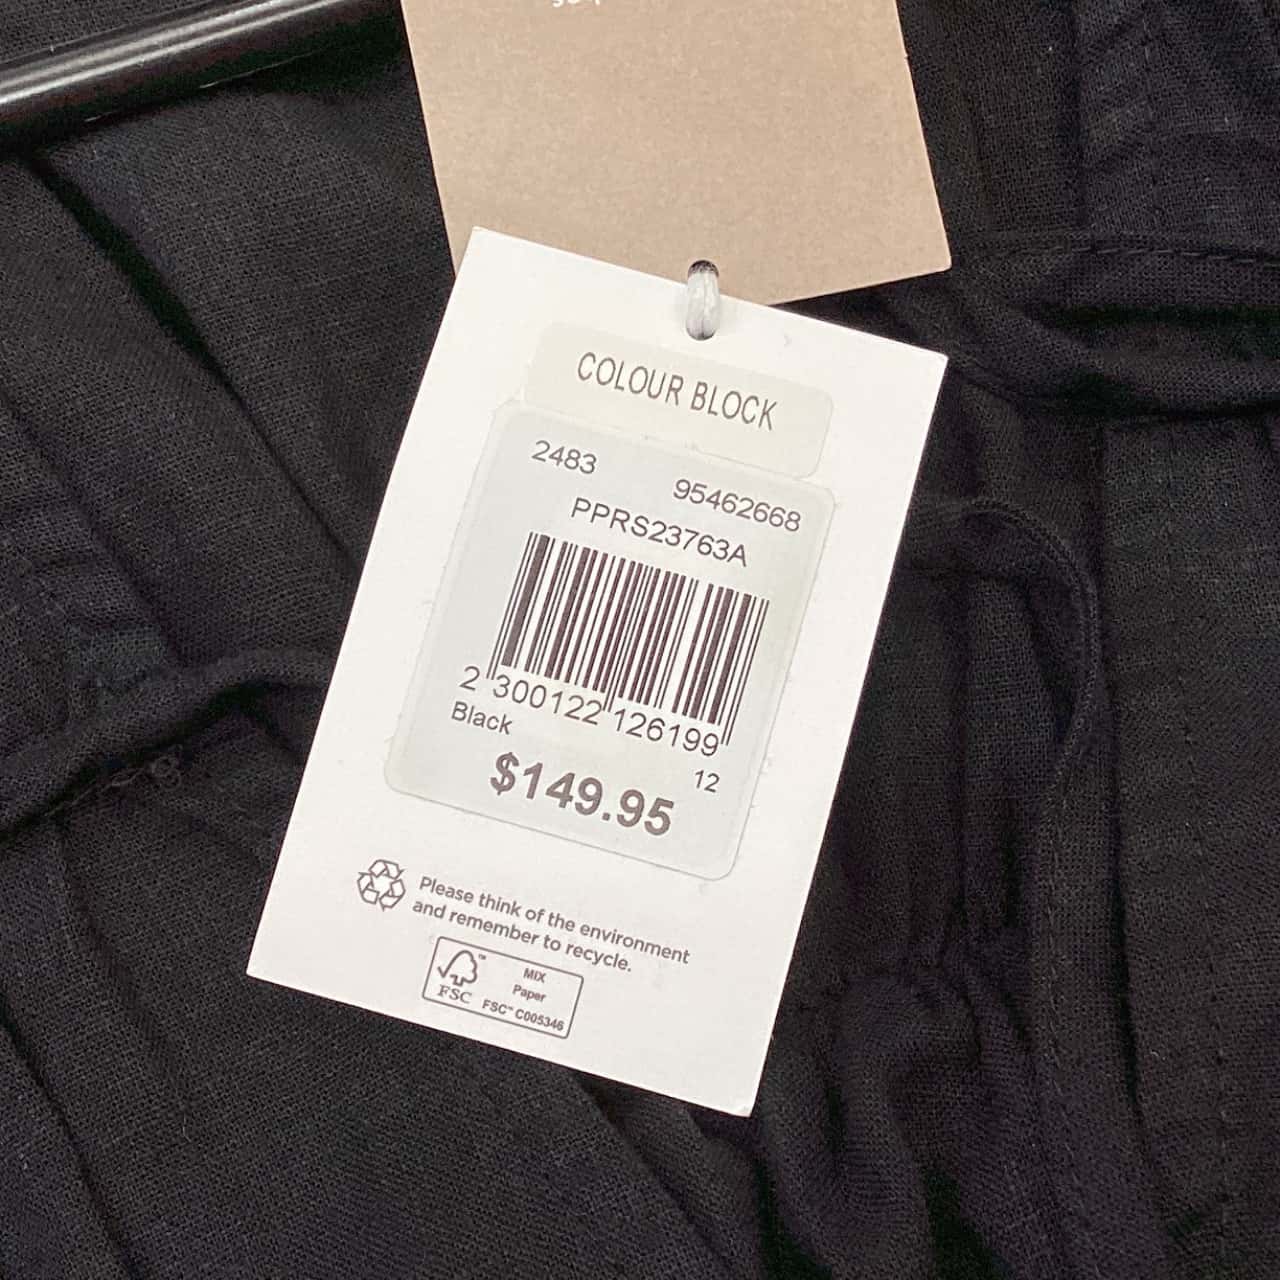 COLOUR BLOCK
2483
95462668
PPRS23763A
2 300122 126199
Black
12
$149.95
Please think of the environment
and remember to recycle.
MIX
Paper
FSC™ FSC™ C005346